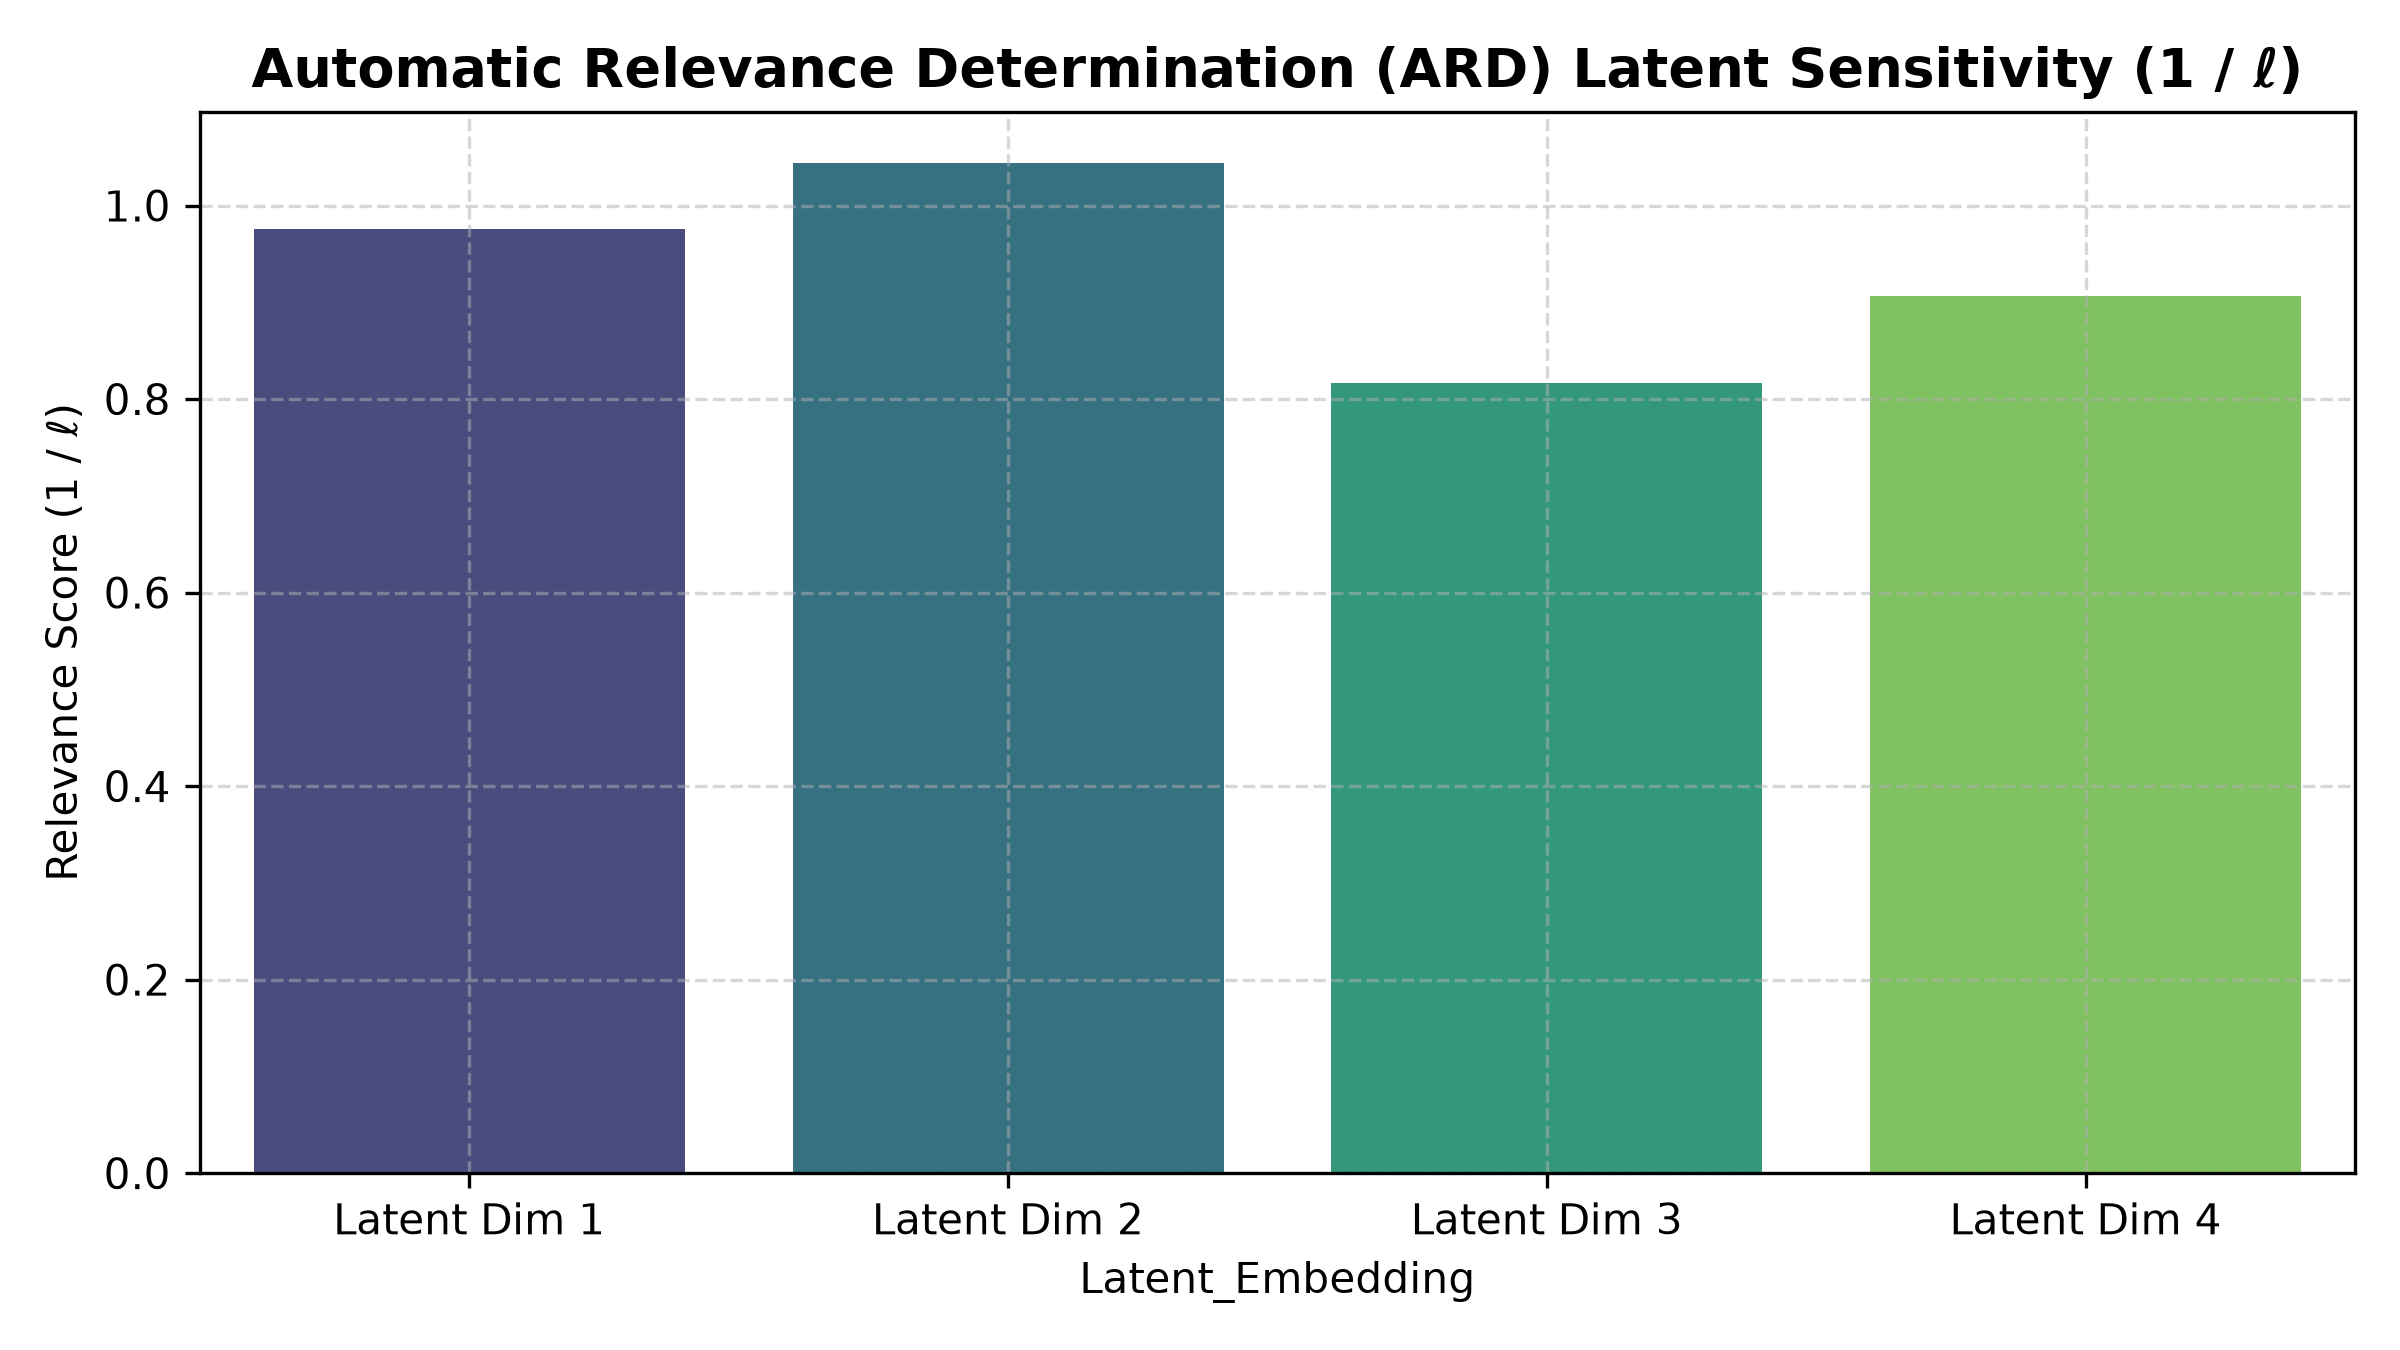 Automatic Relevance Determination (ARD) Latent Sensitivity (1 / ℓ)
Relevance Score (1 / ℓ)
1.0
0.8
0.6
0.4
0.2
0.0
Latent Dim 1
Latent Dim 2
Latent Dim 3
Latent Dim 4
Latent_Embedding